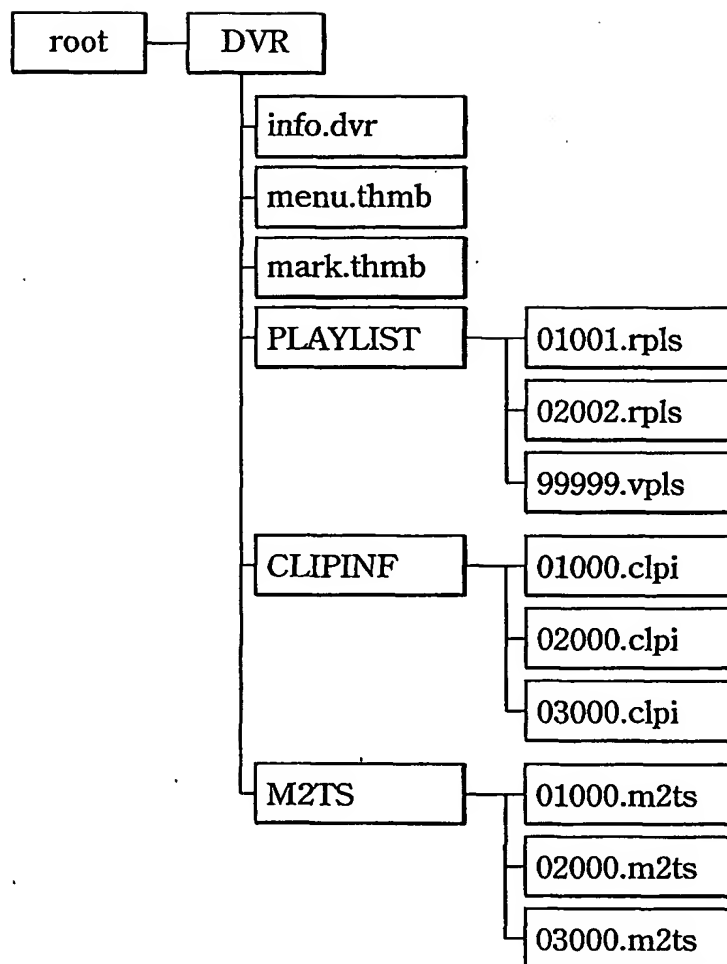 root
DVR
info.dvr
menu.thmb
mark.thmb
PLAYLIST
01001.rpls
02002.rpls
99999.vpls
CLIPINF
01000.clpi
02000.clpi
03000.clpi
M2TS
01000.m2ts
02000.m2ts
03000.m2ts